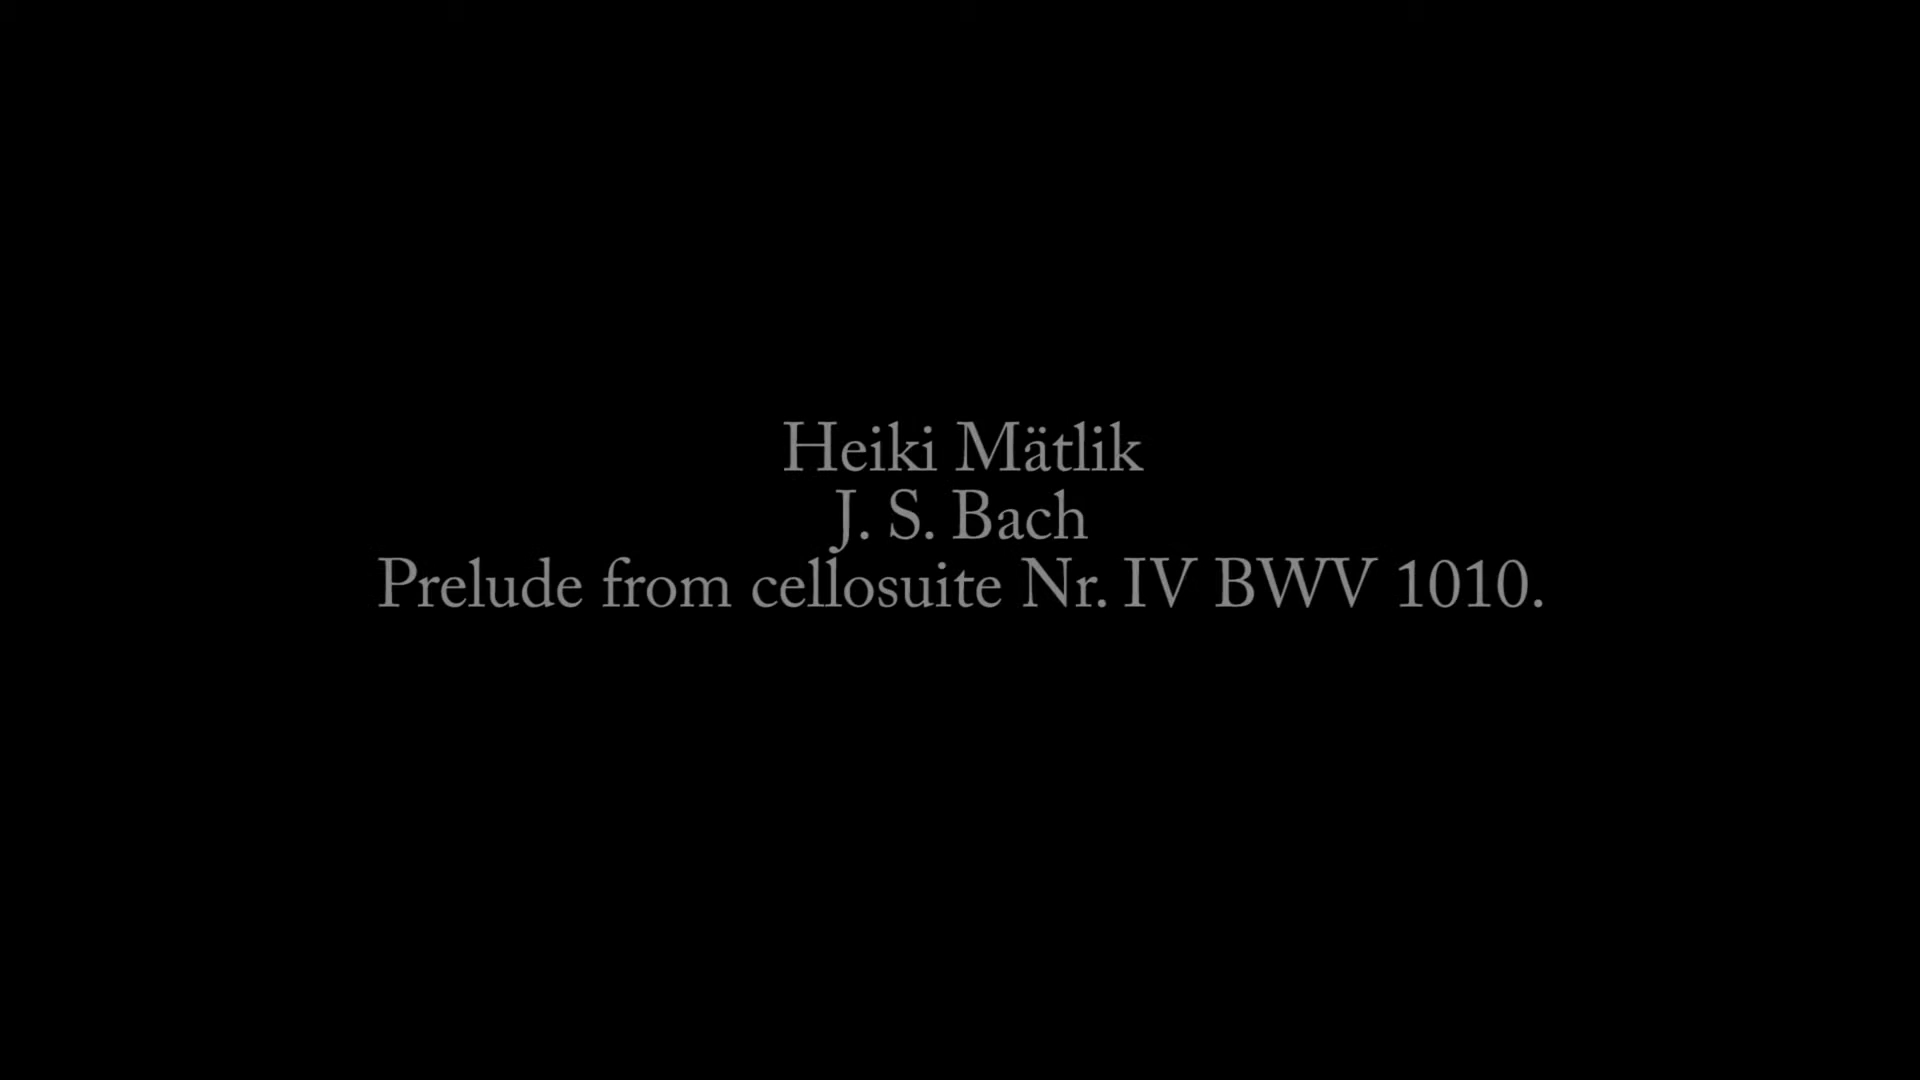 Heiki Mätlik
J. S. Bach
Prelude from cellosuite Nr. IV BWV 1010.